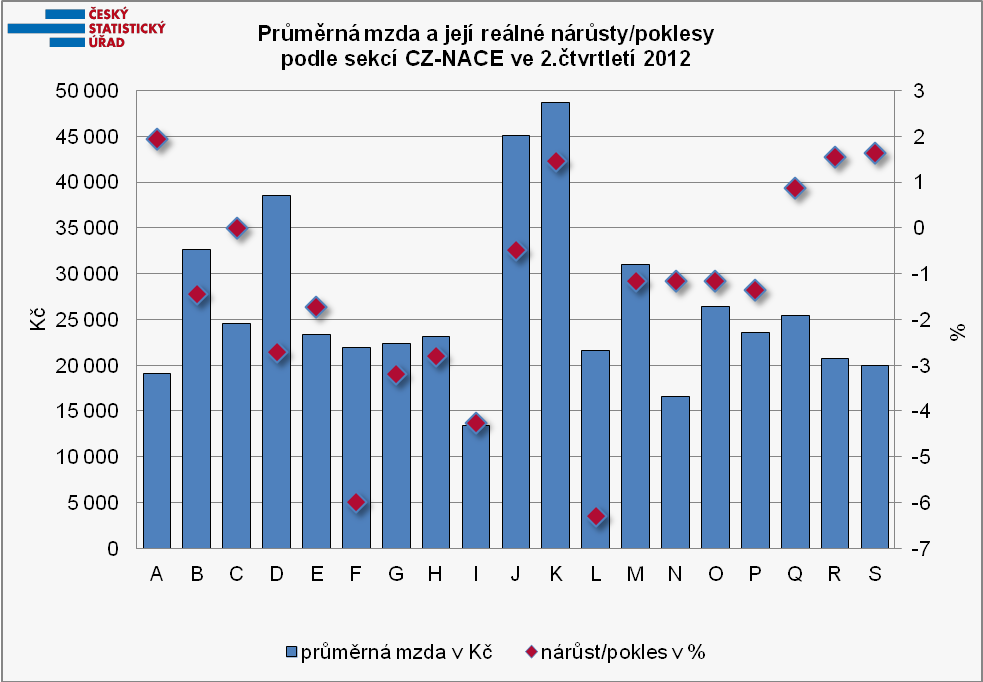 ČESKÝ
STATISTICKÝ
ÚŘAD
Průměrná mzda a její reálné nárůsty/poklesy
podle sekcí CZ-NACE ve 2.čtvrtletí 2012
50 000 3
45 000 2
40 000 1
35 000 0
30 000 -1
25 000 -2
20 000 -3
15 000 -4
10 000 -5
5 000 -6
0 -7
Kč
%
A B C D E F G H I J K L M N O P Q R S
průměrná mzda v Kč nárůst/pokles v %